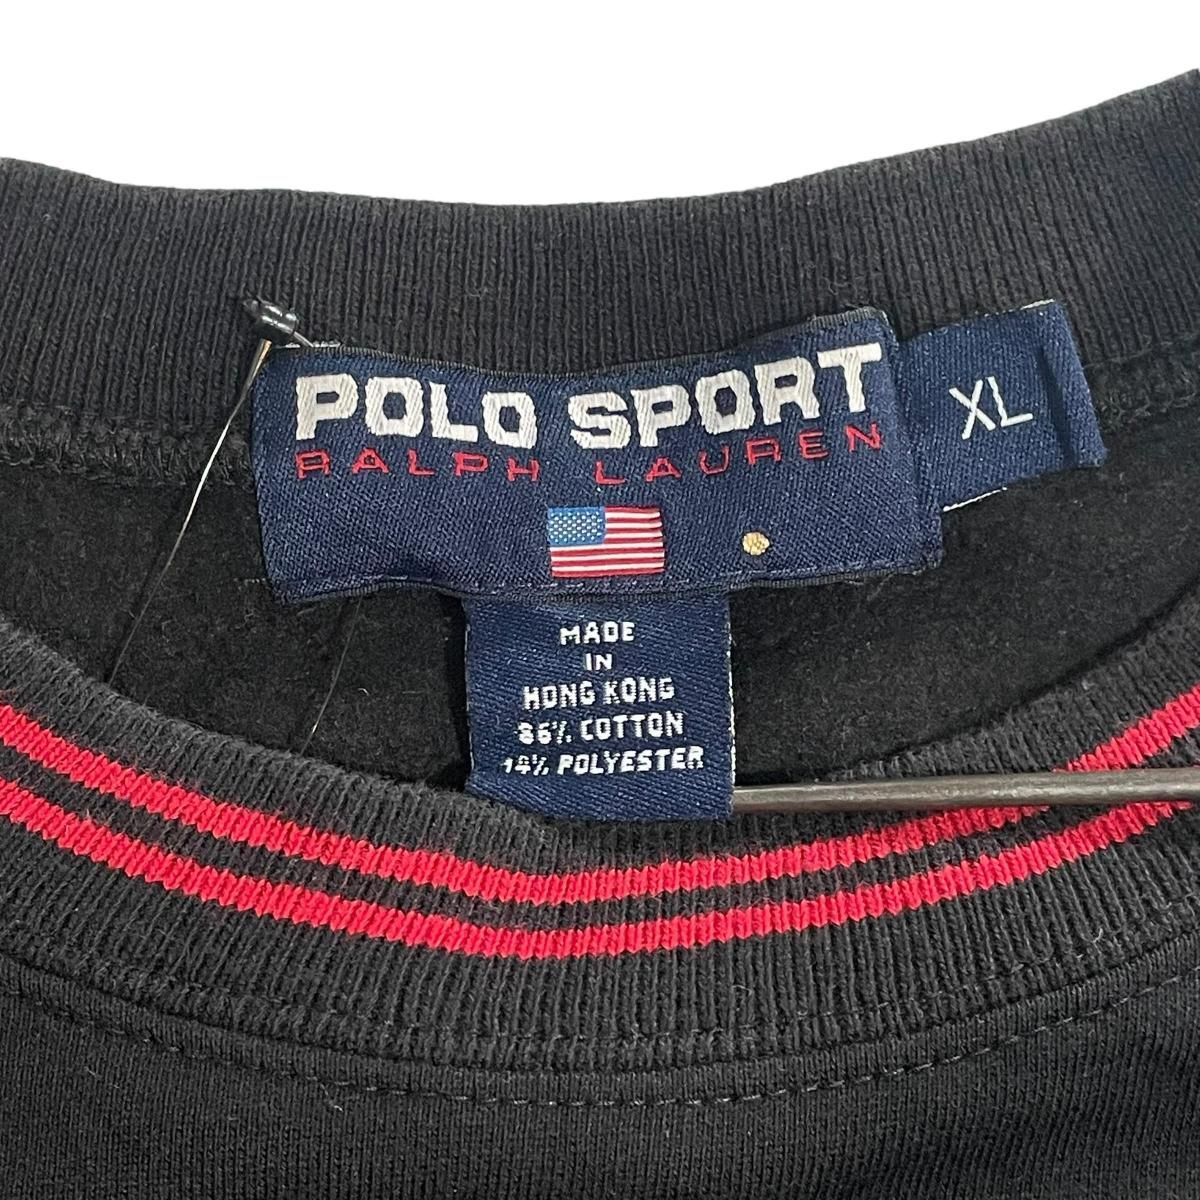 POLO SPORT
RALPH LAUREN
XL
MADE
IN
HONG KONG
86% COTTON
14% POLYESTER